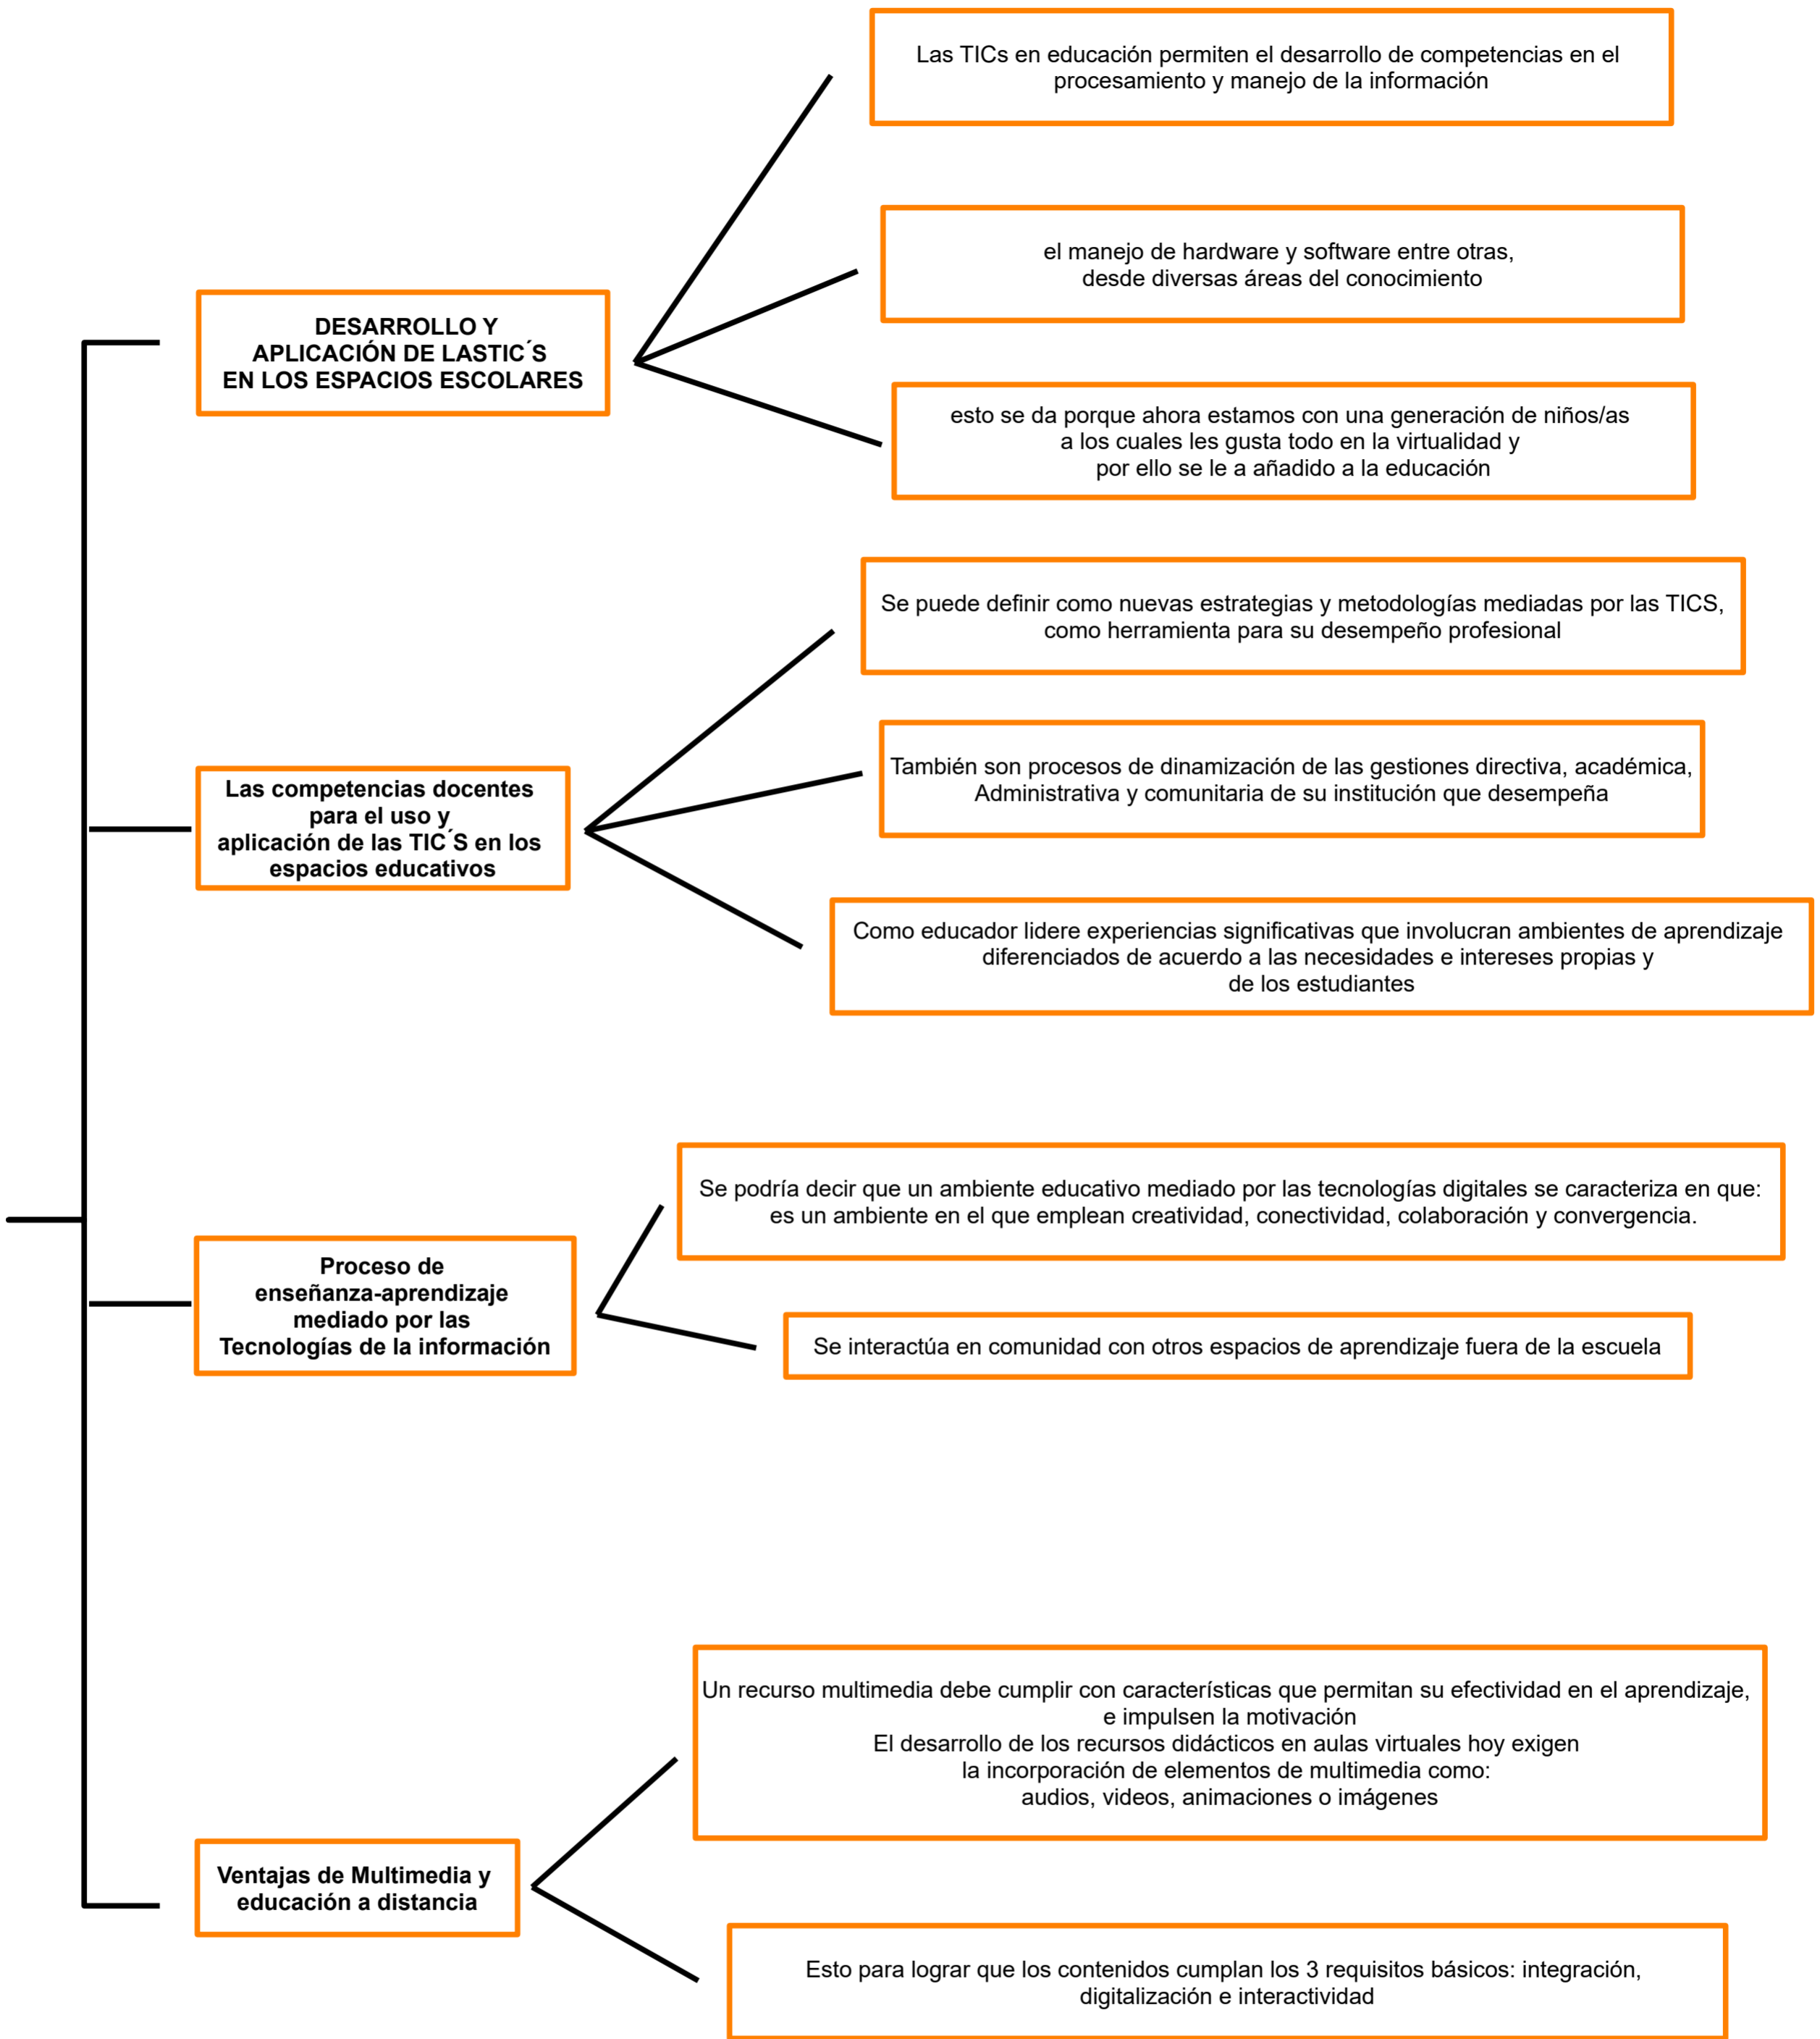 Las TICs en educación permiten el desarrollo de competencias en el
procesamiento y manejo de la información
el manejo de hardware y software entre otras,
desde diversas áreas del conocimiento
DESARROLLO Y
APLICACIÓN DE LASTIC´S
EN LOS ESPACIOS ESCOLARES
esto se da porque ahora estamos con una generación de niños/as
a los cuales les gusta todo en la virtualidad y
por ello se le a añadido a la educación
Se puede definir como nuevas estrategias y metodologías mediadas por las TICS,
como herramienta para su desempeño profesional
También son procesos de dinamización de las gestiones directiva, académica,
Administrativa y comunitaria de su institución que desempeña
Las competencias docentes
para el uso y
aplicación de las TIC´S en los
espacios educativos
Como educador lidere experiencias significativas que involucran ambientes de aprendizaje
diferenciados de acuerdo a las necesidades e intereses propias y
de los estudiantes
Se podría decir que un ambiente educativo mediado por las tecnologías digitales se caracteriza en que:
es un ambiente en el que emplean creatividad, conectividad, colaboración y convergencia.
Proceso de
enseñanza-aprendizaje
mediado por las
Tecnologías de la información
Se interactúa en comunidad con otros espacios de aprendizaje fuera de la escuela
Un recurso multimedia debe cumplir con características que permitan su efectividad en el aprendizaje,
e impulsen la motivación
El desarrollo de los recursos didácticos en aulas virtuales hoy exigen
la incorporación de elementos de multimedia como:
audios, videos, animaciones o imágenes
Ventajas de Multimedia y
educación a distancia
Esto para lograr que los contenidos cumplan los 3 requisitos básicos: integración,
digitalización e interactividad